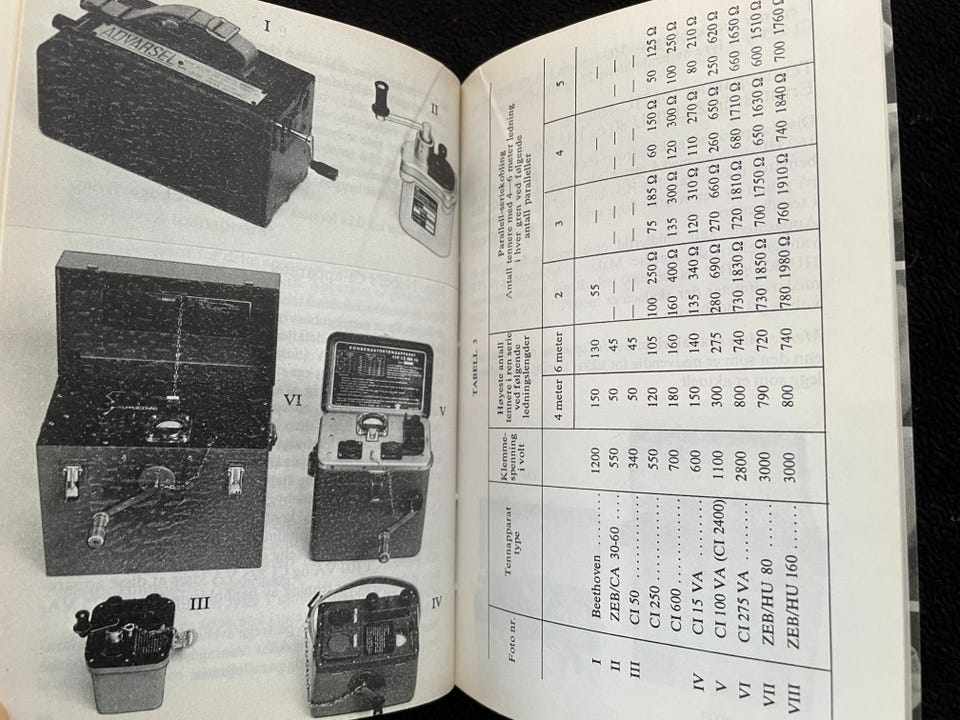 I
ADVARSEL
II
VI
V
KONDENSATORTENNAPPARAT
III
IV
TABELL 3
Foto nr. Tennapparat type Klemme-spenning i volt Høyeste antall tennere i ren serie ved følgende ledningslengder Parallell-seriekobling Antall tennere med 4—6 meter ledning i hver gren ved følgende antall paralleller
4 meter 6 meter 2 3 4 5
I Beethoven .......... 1200 150 130 55 — — —
II ZEB/CA 30-60 ...... 550 50 45 — — — —
III CI 50 .............. 340 50 45 — — — —
CI 250 ............. 550 120 105 100 250 Ω 75 185 Ω 60 150 Ω 50 125 Ω
CI 600 ............. 700 180 160 160 400 Ω 135 300 Ω 120 300 Ω 100 250 Ω
IV CI 15 VA .......... 600 150 140 135 340 Ω 120 310 Ω 110 270 Ω 80 210 Ω
V CI 100 VA (CI 2400) 1100 300 275 280 690 Ω 270 660 Ω 260 650 Ω 250 620 Ω
VI CI 275 VA .......... 2800 800 740 730 1830 Ω 720 1810 Ω 680 1710 Ω 660 1650 Ω
VII ZEB/HU 80 ......... 3000 790 720 730 1850 Ω 700 1750 Ω 650 1630 Ω 600 1510 Ω
VIII ZEB/HU 160 ........ 3000 800 740 780 1980 Ω 760 1910 Ω 740 1840 Ω 700 1760 Ω